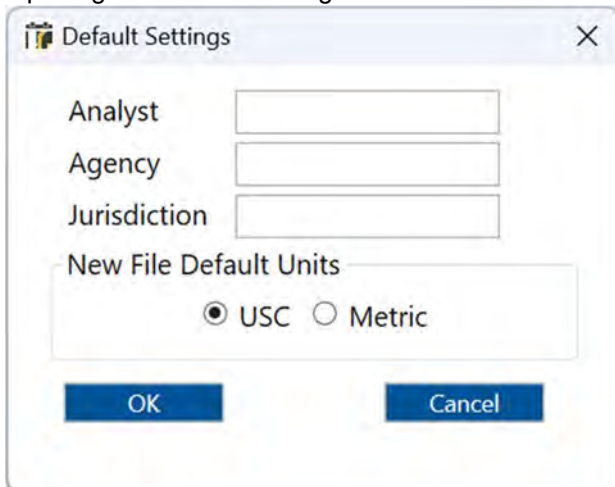 Default Settings
Analyst
Agency
Jurisdiction
New File Default Units
USC Metric
OK Cancel